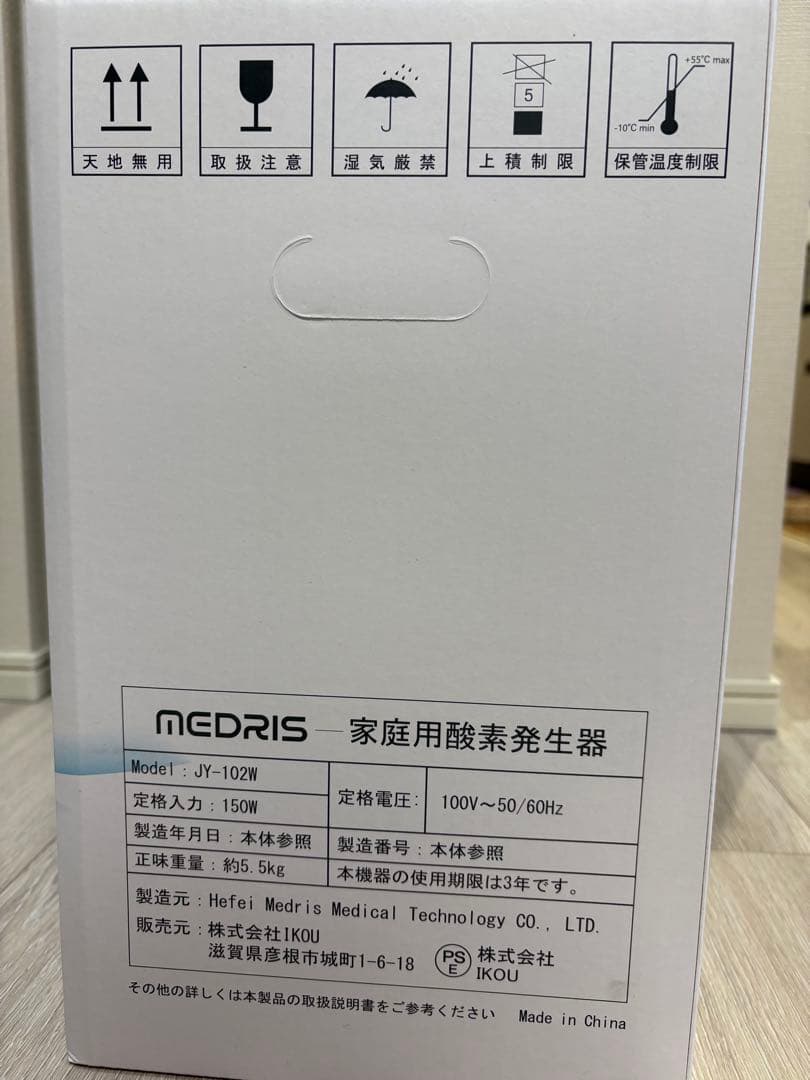 天地無用
取扱注意
湿気厳禁
5
上積制限
+55℃ max
-10℃ min
保管温度制限
MEDRIS—家庭用酸素発生器
Model：JY-102W
定格入力：150W
定格電圧：
100V～50/60Hz
製造年月日：本体参照
製造番号：本体参照
正味重量：約5.5kg
本機器の使用期限は3年です。
製造元：Hefei Medris Medical Technology CO., LTD.
販売元：株式会社IKOU
滋賀県彦根市城町1-6-18
PS
E
株式会社
IKOU
その他の詳しくは本製品の取扱説明書をご参考ください
Made in China